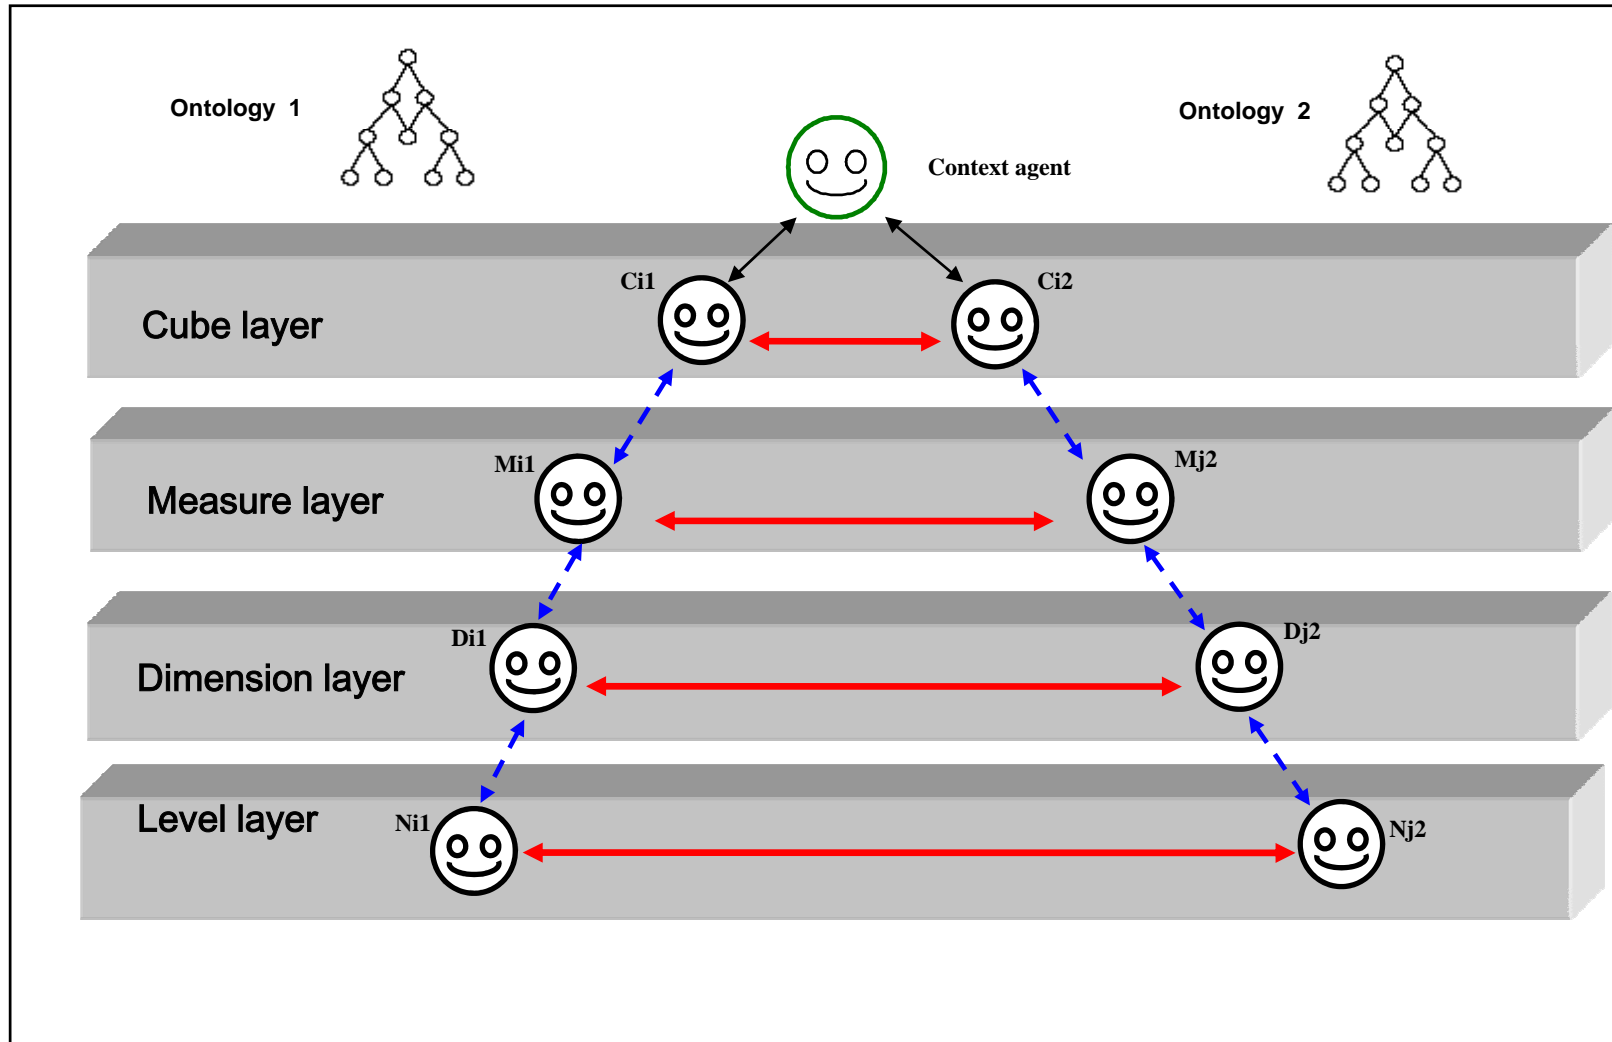 Ontology 1
Ontology 2
Context agent
Ci1
Ci2
Cube layer
Mi1
Mj2
Measure layer
Di1
Dj2
Dimension layer
Level layer
Ni1
Nj2